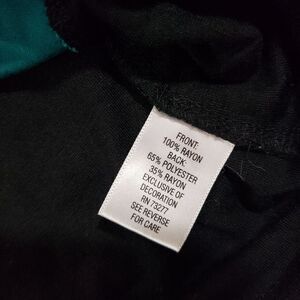 FRONT:
100% RAYON
BACK:
65% POLYESTER
35% RAYON
EXCLUSIVE OF
DECORATION
RN 73277
SEE REVERSE
FOR CARE